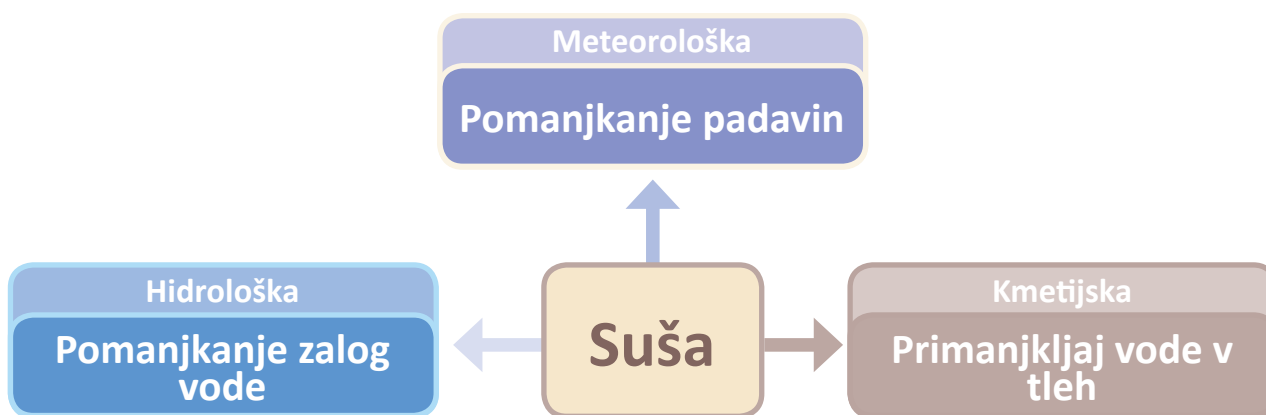 Meteorološka
Pomanjkanje padavin
Hidrološka
Pomanjkanje zalog
vode
Suša
Kmetijska
Primanjkljaj vode v
tleh